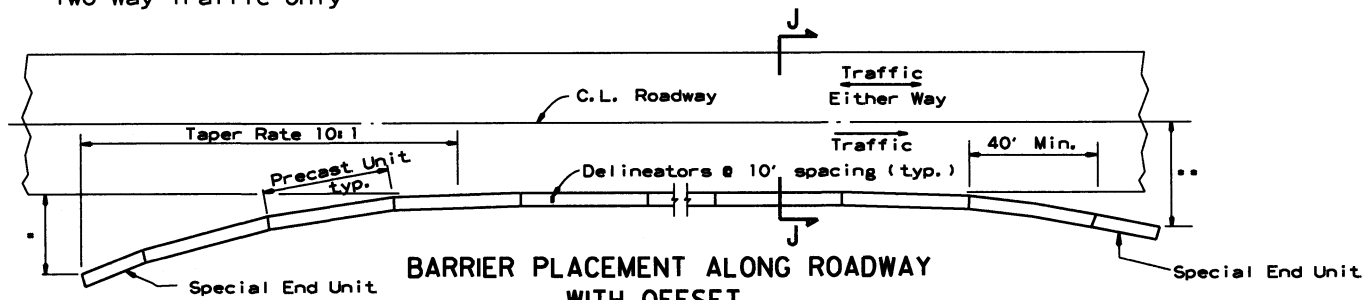 Two Way Traffic Only
J
Traffic
Either Way
C.L. Roadway
Taper Rate 10:1
Traffic
40' Min.
Precast Unit
typ.
Delineators @ 10' spacing (typ.)
**
*
J
BARRIER PLACEMENT ALONG ROADWAY
WITH OFFSET
Special End Unit
Special End Unit